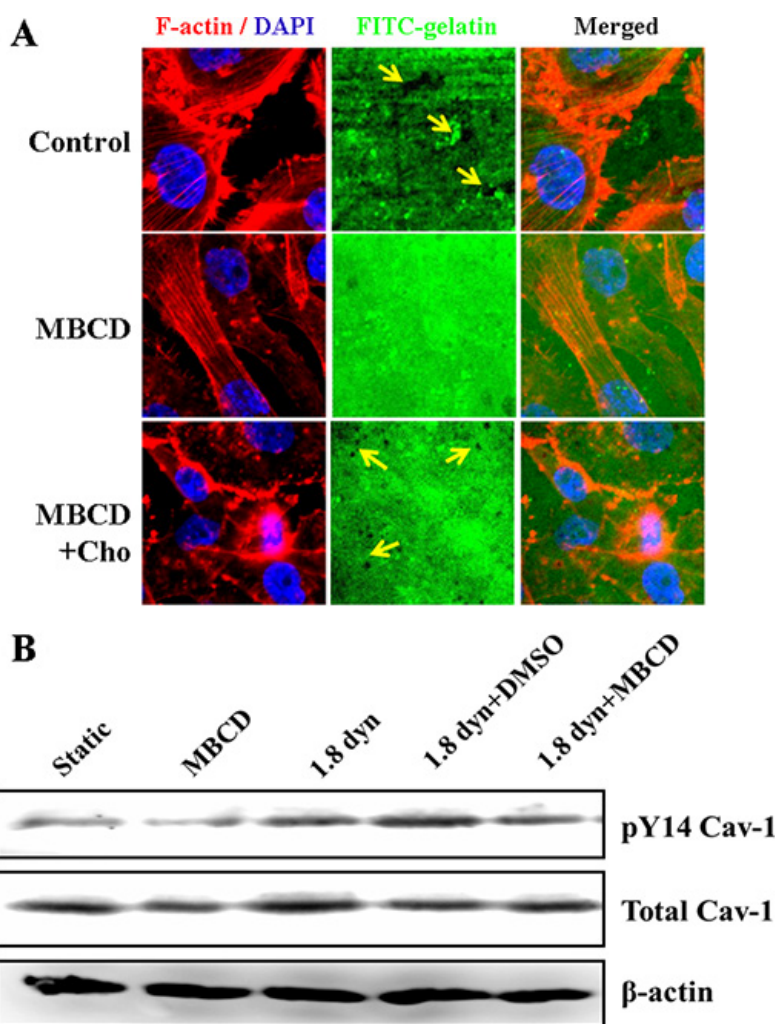 A
F-actin / DAPI
FITC-gelatin
Merged
Control
MBCD
MBCD
+Cho
B
Static
MBCD
1.8 dyn
1.8 dyn+DMSO
1.8 dyn+MBCD
pY14 Cav-1
Total Cav-1
β-actin